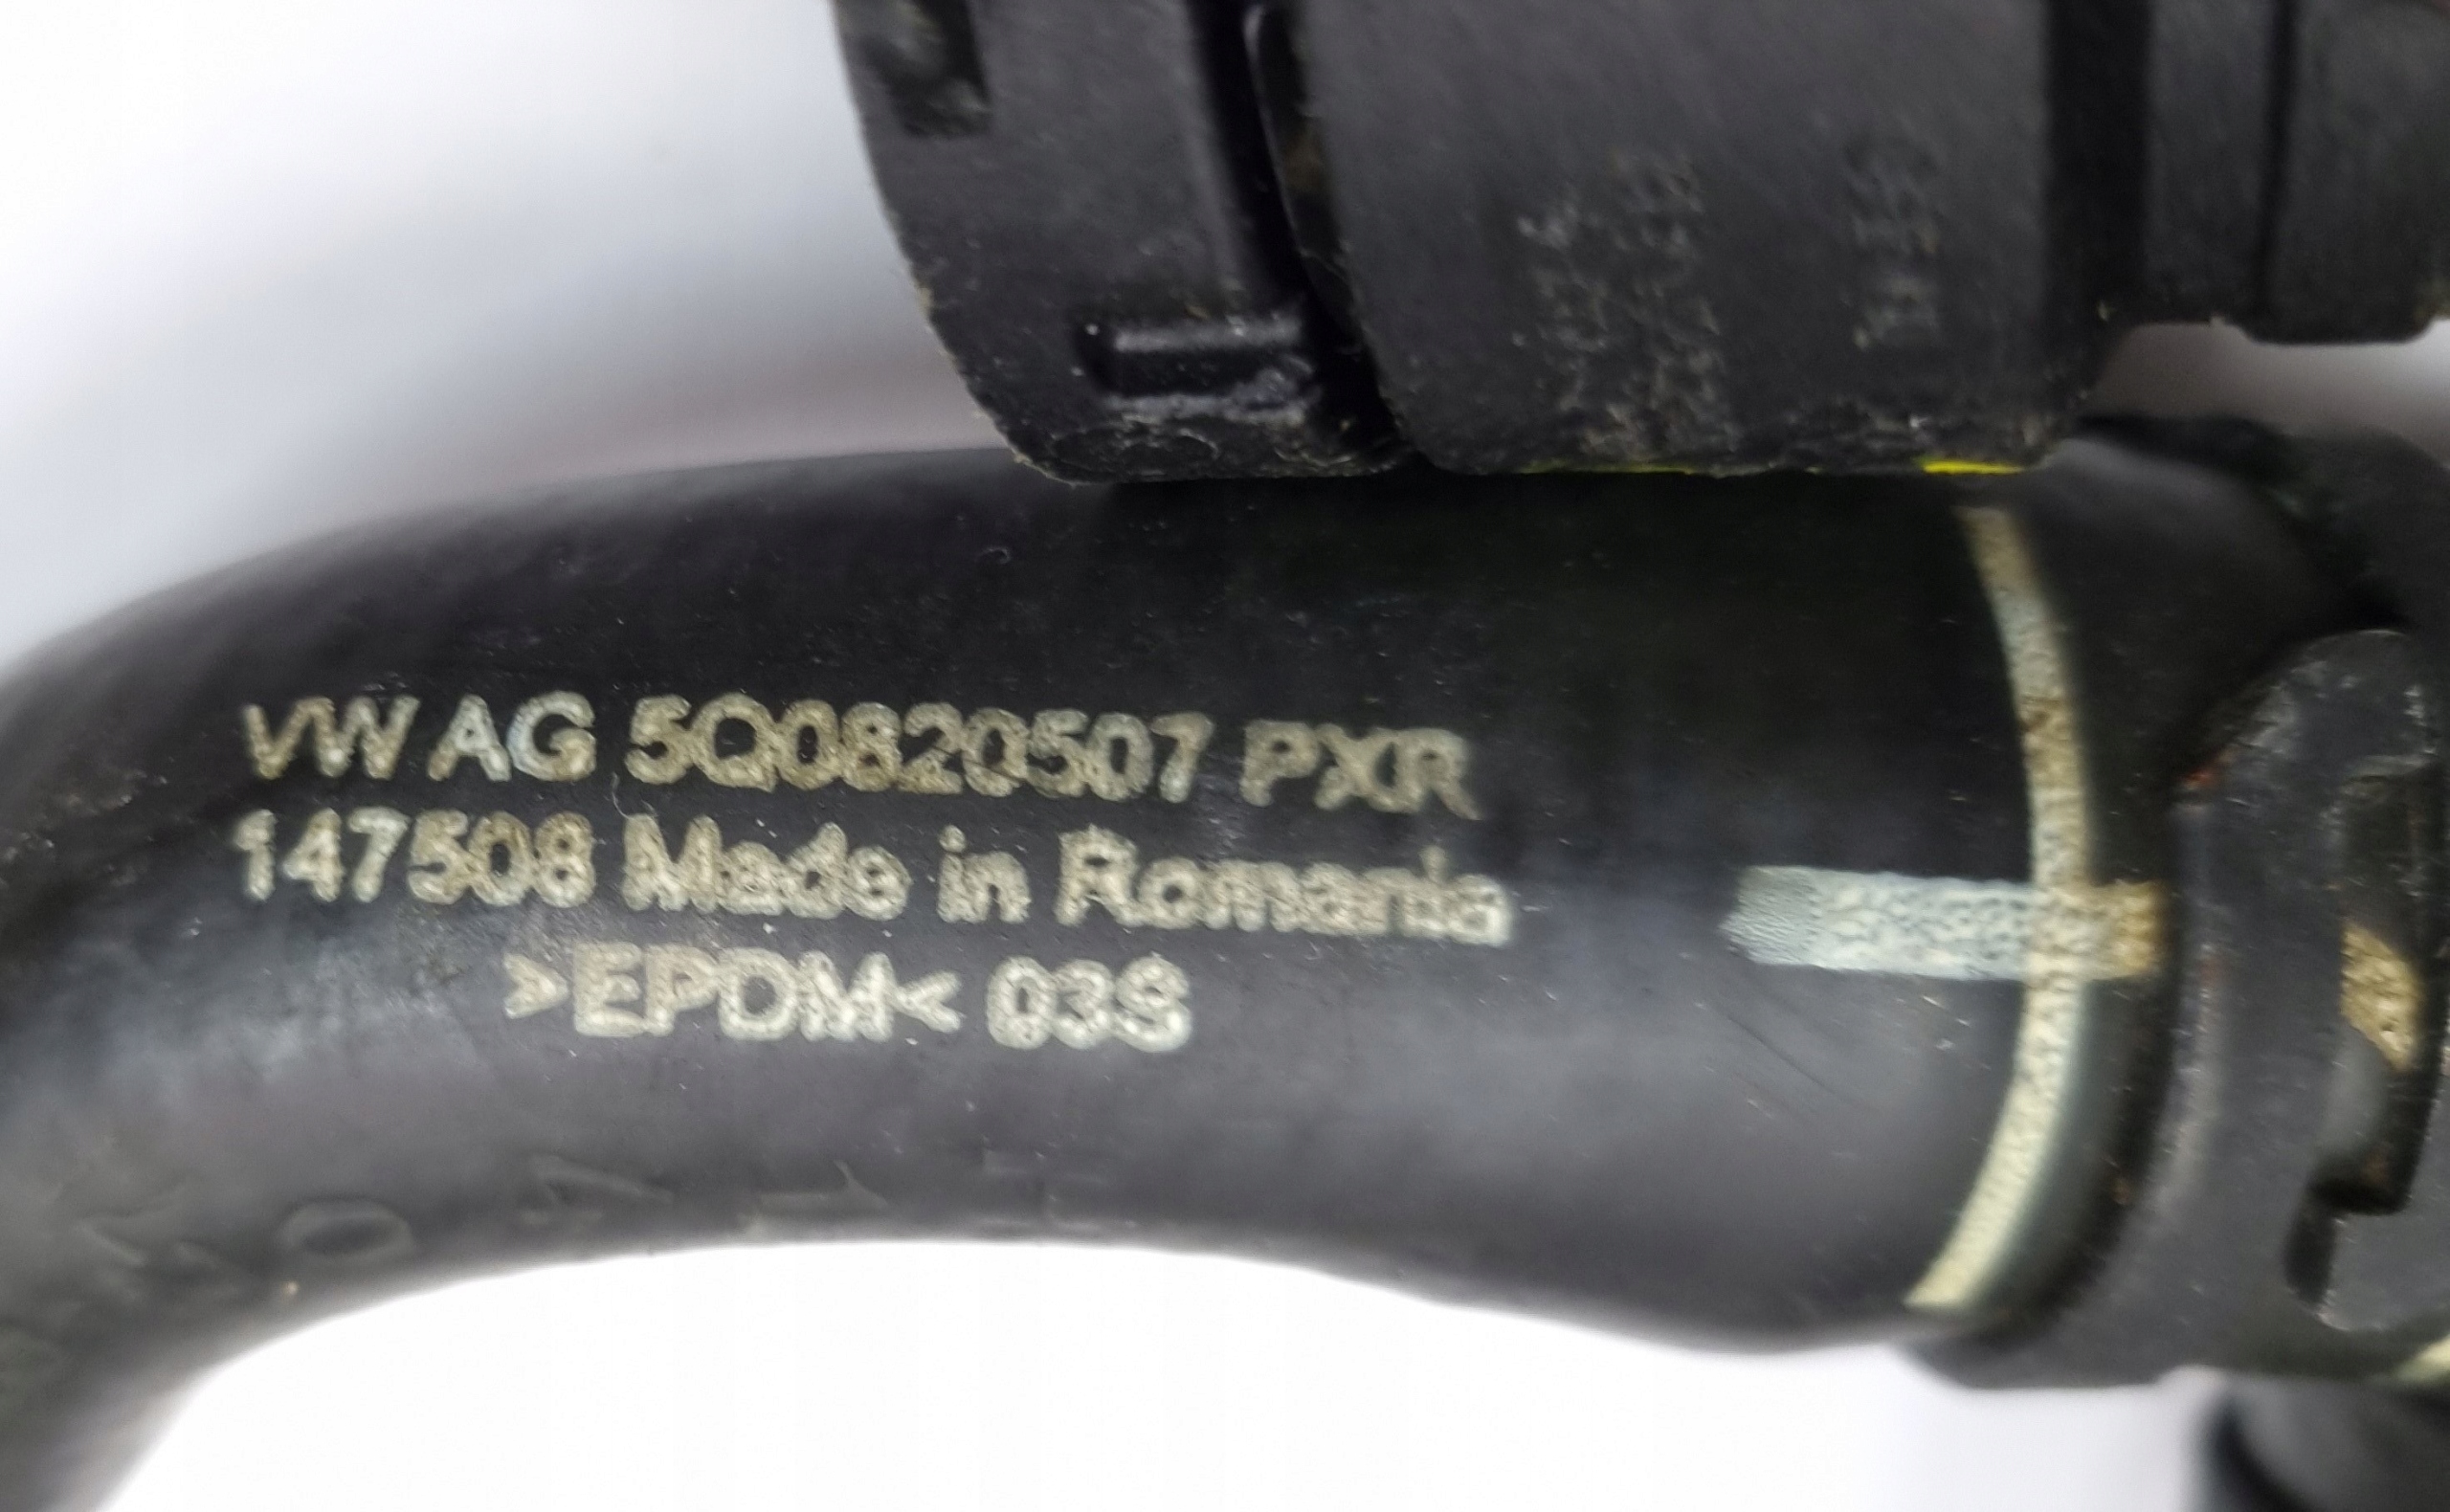 VW AG 5Q0820507 PXR
147508 Made in Romania
>EPDM< 03S